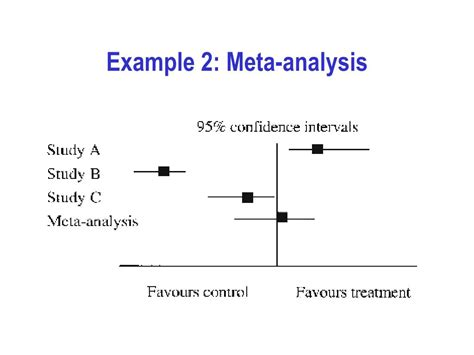 Example 2: Meta-analysis
95% confidence intervals
Study A
Study B
Study C
Meta-analysis
Favours control Favours treatment